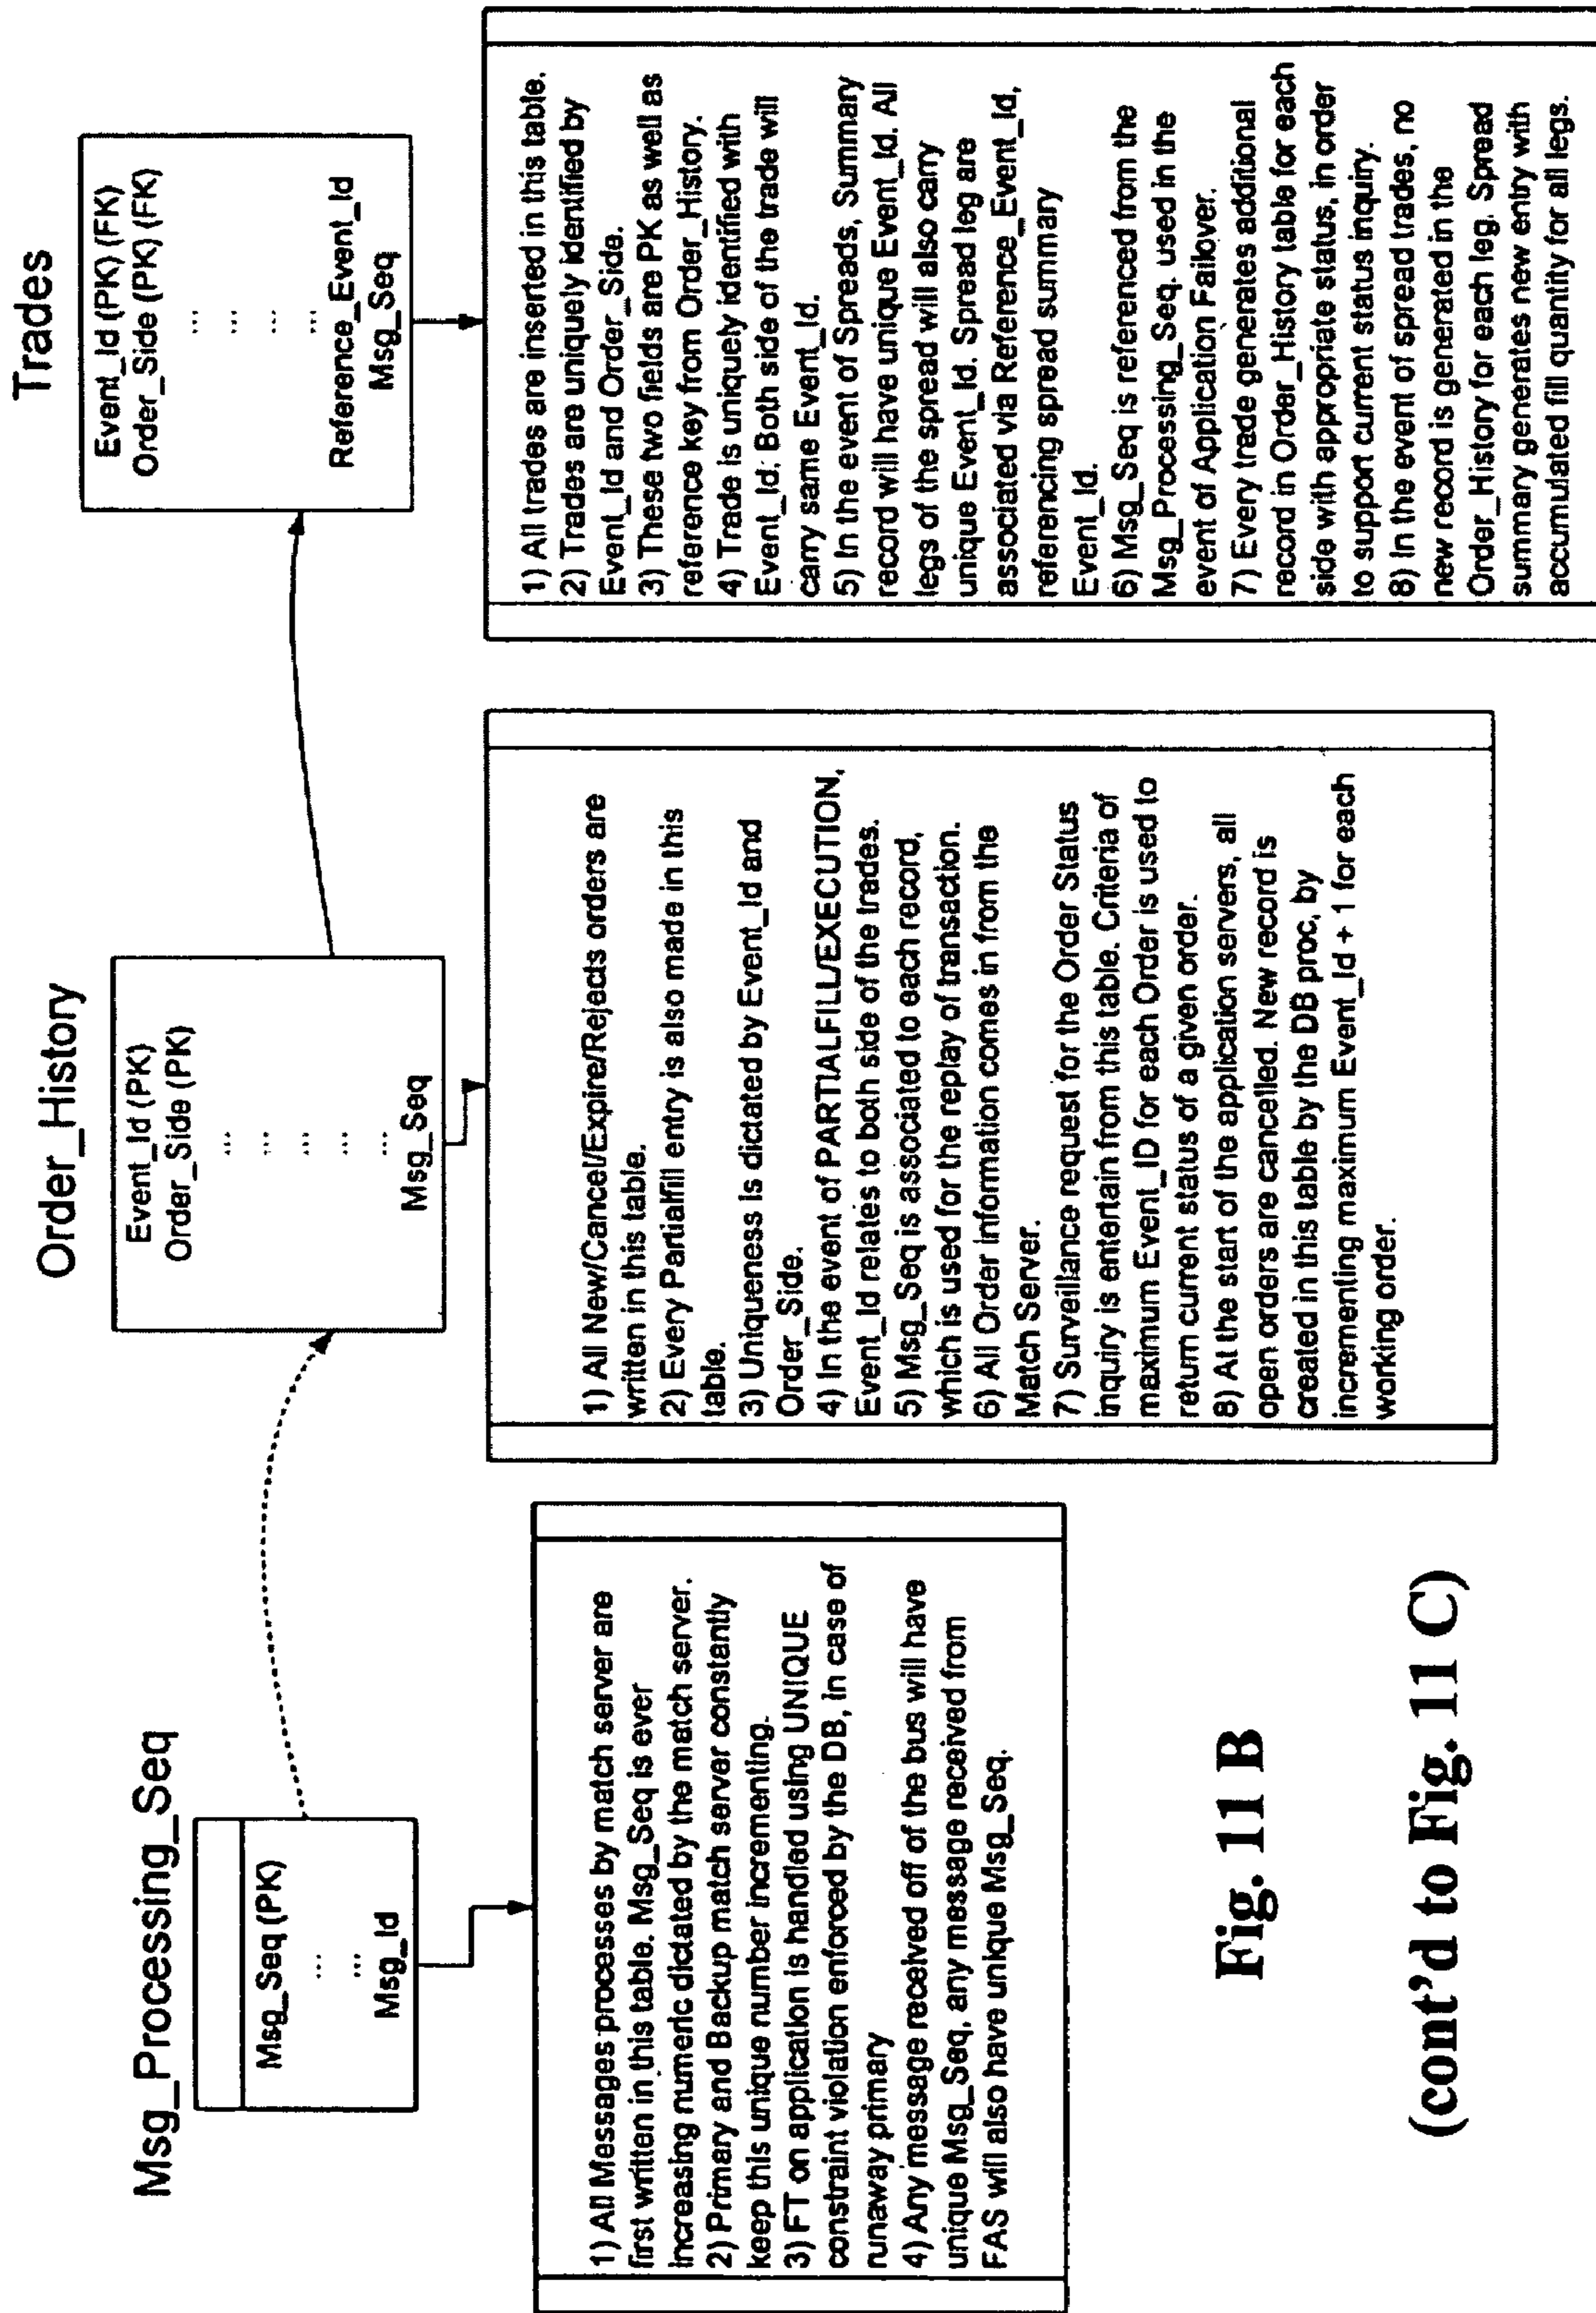 Msg_Processing_Seq
Msg_Seq (PK)
...
...
Msg_Id
1) All Messages processes by match server are
first written in this table. Msg_Seq is ever
increasing numeric dictated by the match server.
2) Primary and Backup match server constantly
keep this unique number incrementing.
3) FT on application is handled using UNIQUE
constraint violation enforced by the DB, in case of
runaway primary
4) Any message received off of the bus will have
unique Msg_Seq, any message received from
FAS will also have unique Msg_Seq.
Order_History
Event_Id (PK)
Order_Side (PK)
...
...
...
...
...
Msg_Seq
1) All New/Cancel/Expire/Rejects orders are
written in this table.
2) Every Partialfill entry is also made in this
table.
3) Uniqueness is dictated by Event_Id and
Order_Side.
4) In the event of PARTIALFILL/EXECUTION,
Event_Id relates to both side of the trades.
5) Msg_Seq is associated to each record,
which is used for the replay of transaction.
6) All Order information comes in from the
Match Server.
7) Surveillance request for the Order Status
inquiry is entertain from this table. Criteria of
maximum Event_ID for each Order is used to
return current status of a given order.
8) At the start of the application servers, all
open orders are cancelled. New record is
created in this table by the DB proc, by
incrementing maximum Event_Id + 1 for each
working order.
Trades
Event_Id (PK) (FK)
Order_Side (PK) (FK)
...
...
...
...
Reference_Event_Id
Msg_Seq
1) All trades are inserted in this table.
2) Trades are uniquely identified by
Event_Id and Order_Side.
3) These two fields are PK as well as
reference key from Order_History.
4) Trade is uniquely identified with
Event_Id. Both side of the trade will
carry same Event_Id.
5) In the event of Spreads, Summary
record will have unique Event_Id. All
legs of the spread will also carry
unique Event_Id. Spread leg are
associated via Reference_Event_Id,
referencing spread summary
Event_Id.
6) Msg_Seq is referenced from the
Msg_Processing_Seq. used in the
event of Application Failover.
7) Every trade generates additional
record in Order_History table for each
side with appropriate status, in order
to support current status inquiry.
8) In the event of spread trades, no
new record is generated in the
Order_History for each leg. Spread
summary generates new entry with
accumulated fill quantity for all legs.
Fig. 11 B
(cont'd to Fig. 11 C)